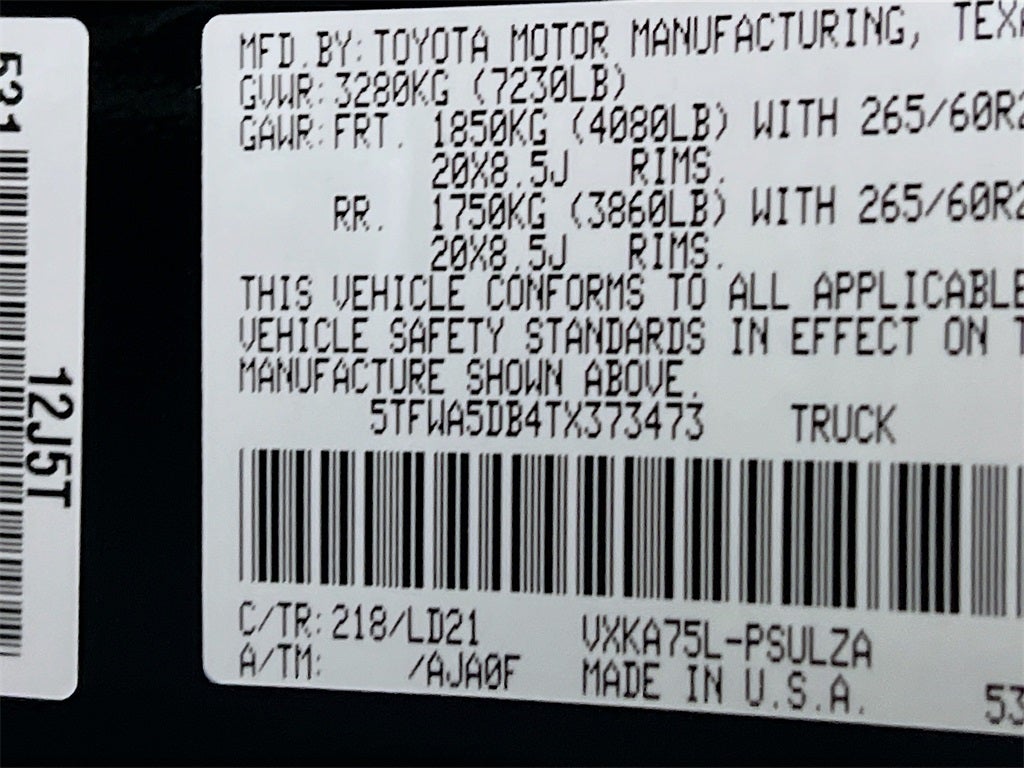 531
12J5T
MFD.BY: TOYOTA MOTOR MANUFACTURING, TEXA
GVWR: 3280KG (7230LB)
GAWR: FRT. 1850KG (4080LB) WITH 265/60R2
20X8.5J RIMS.
RR. 1750KG (3860LB) WITH 265/60R2
20X8.5J RIMS.
THIS VEHICLE CONFORMS TO ALL APPLICABLE
VEHICLE SAFETY STANDARDS IN EFFECT ON T
MANUFACTURE SHOWN ABOVE.
5TFWA5DB4TX373473 TRUCK
C/TR: 218/LD21 VXKA75L-PSULZA
A/TM: /AJA0F MADE IN U.S.A. 53